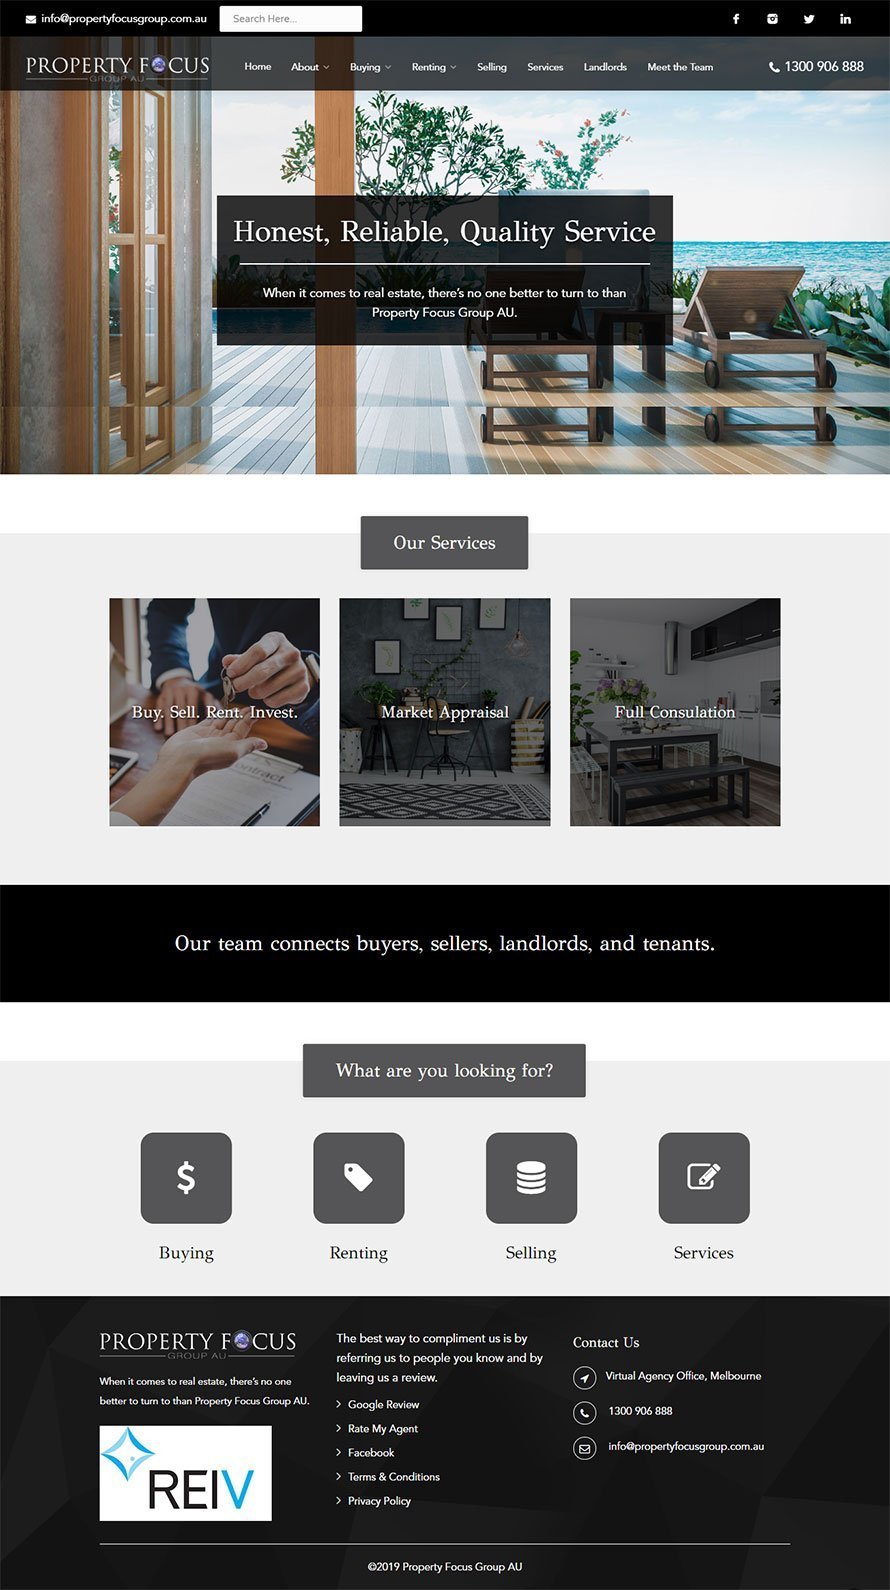 info@propertyfocusgroup.com.au
Search Here...
PROPERTY FOCUS
GROUP AU
Home
About
Buying
Renting
Selling
Services
Landlords
Meet the Team
1300 906 888
Honest, Reliable, Quality Service
When it comes to real estate, there's no one better to turn to than
Property Focus Group AU.
Our Services
Buy. Sell. Rent. Invest.
Market Appraisal
Full Consulation
contract
Our team connects buyers, sellers, landlords, and tenants.
What are you looking for?
Buying
Renting
Selling
Services
PROPERTY FOCUS
GROUP AU
When it comes to real estate, there's no one
better to turn to than Property Focus Group AU.
REIV
The best way to compliment us is by
referring us to people you know and by
leaving us a review.
Google Review
Rate My Agent
Facebook
Terms & Conditions
Privacy Policy
Contact Us
Virtual Agency Office, Melbourne
1300 906 888
info@propertyfocusgroup.com.au
©2019 Property Focus Group AU